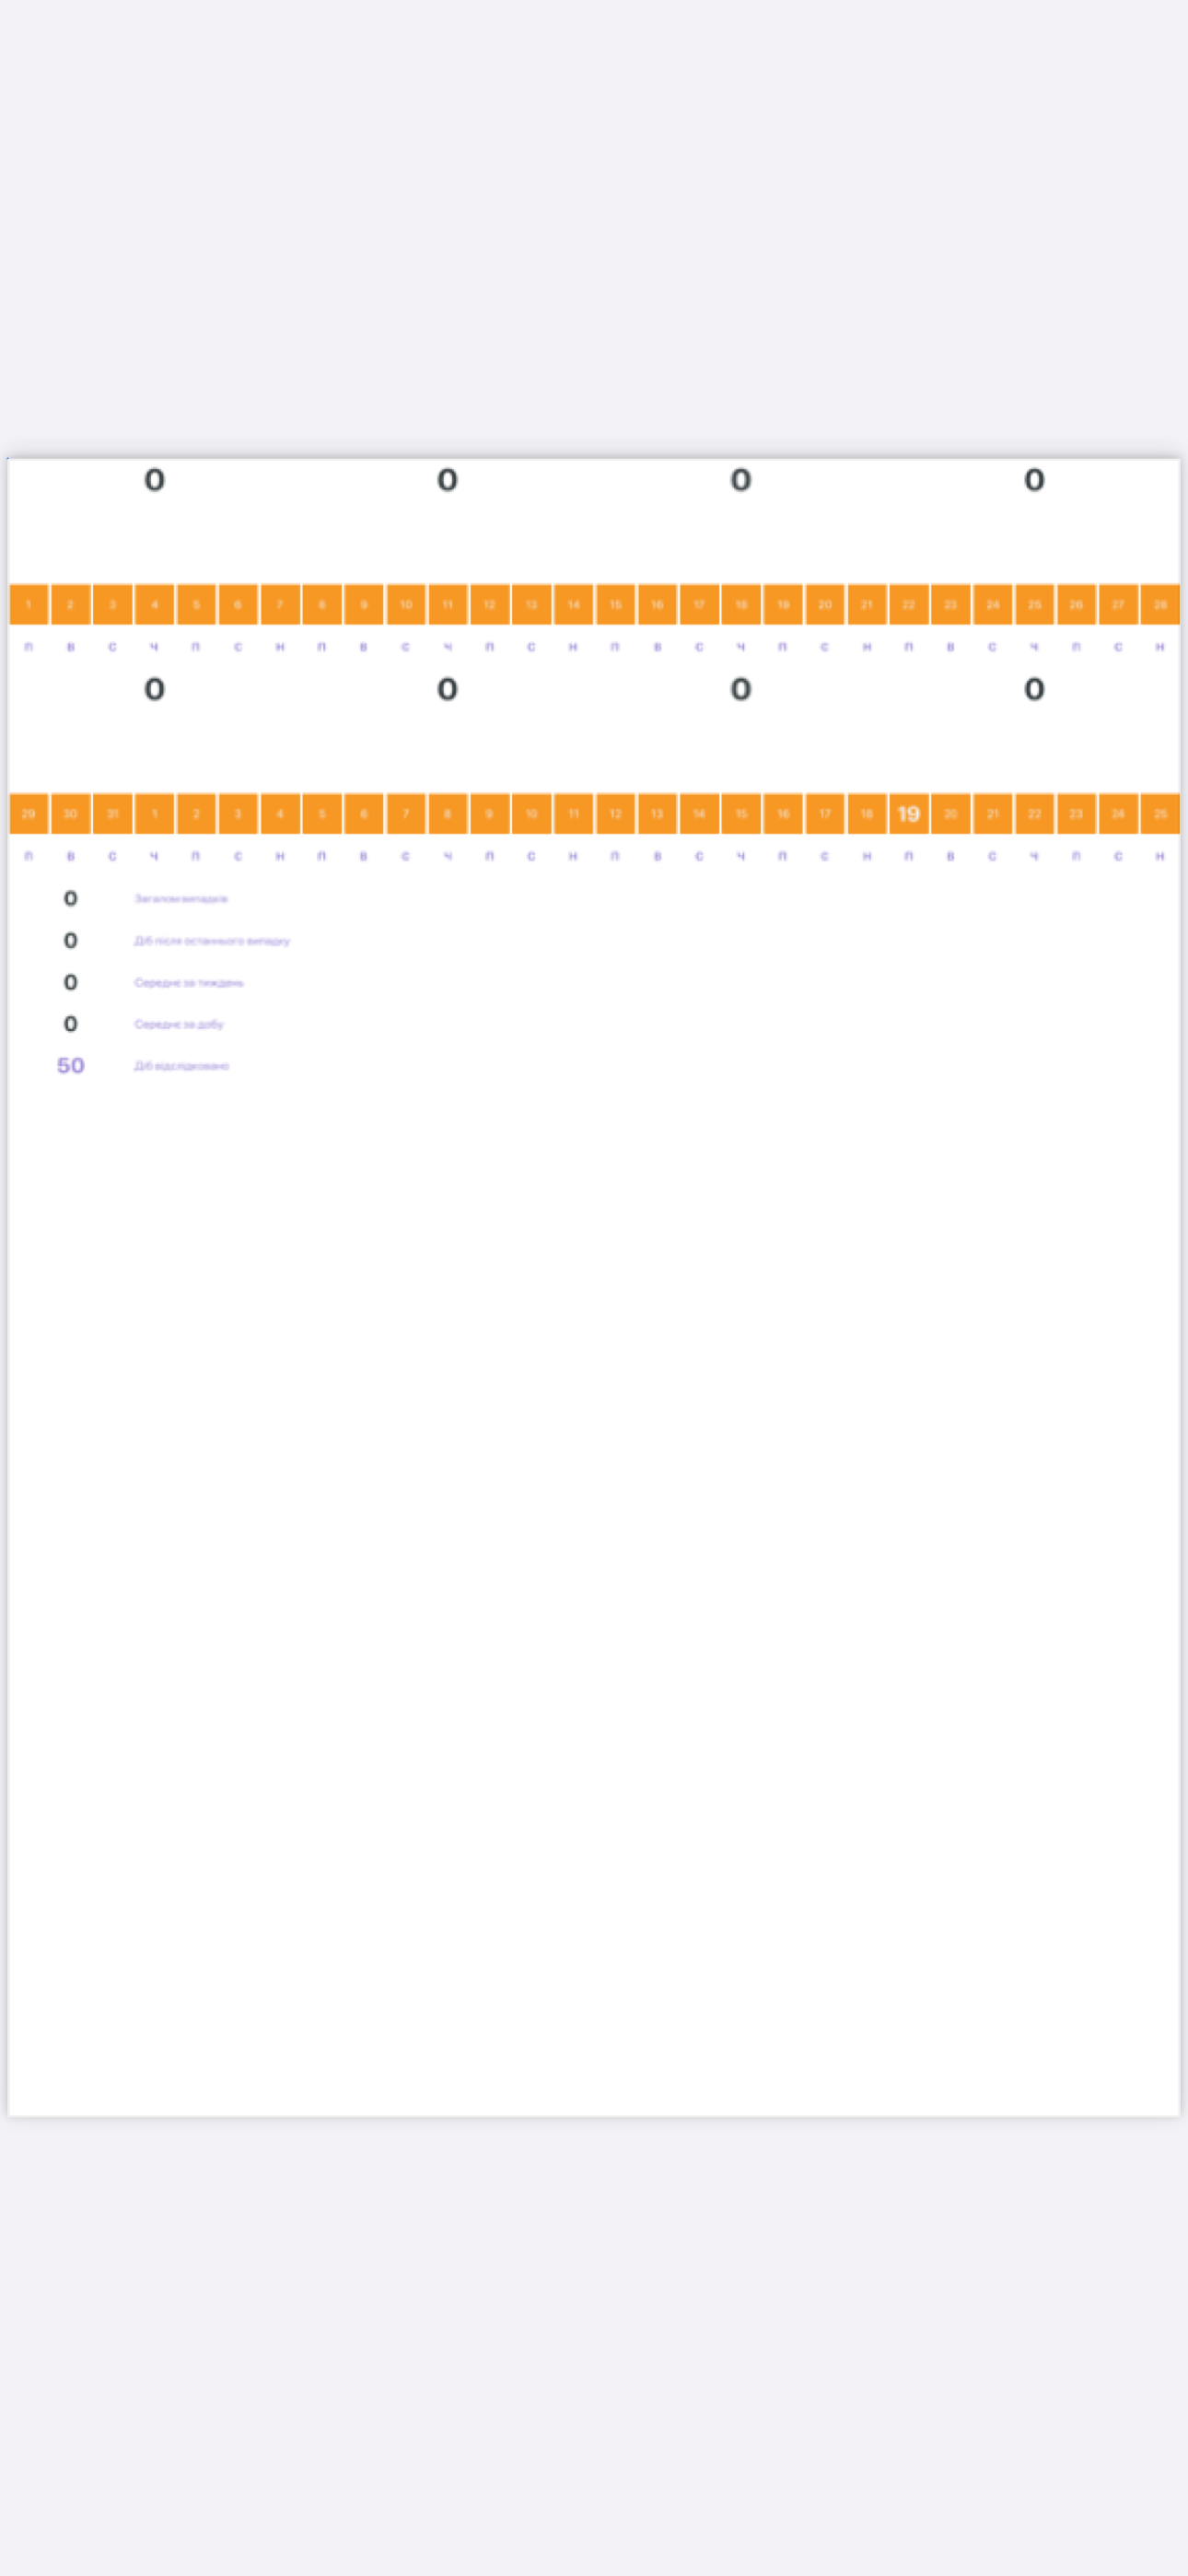 0 0 0 0
1 2 3 4 5 6 7 8 9 10 11 12 13 14 15 16 17 18 19 20 21 22 23 24 25 26 27 28
П В С Ч П С Н П В С Ч П С Н П В С Ч П С Н П В С Ч П С Н
0 0 0 0
29 30 31 1 2 3 4 5 6 7 8 9 10 11 12 13 14 15 16 17 18 19 20 21 22 23 24 25
П В С Ч П С Н П В С Ч П С Н П В С Ч П С Н П В С Ч П С Н
0 Загалом випадків
0 Діб після останнього випадку
0 Середнє за тиждень
0 Середнє за добу
50 Діб відслідковано